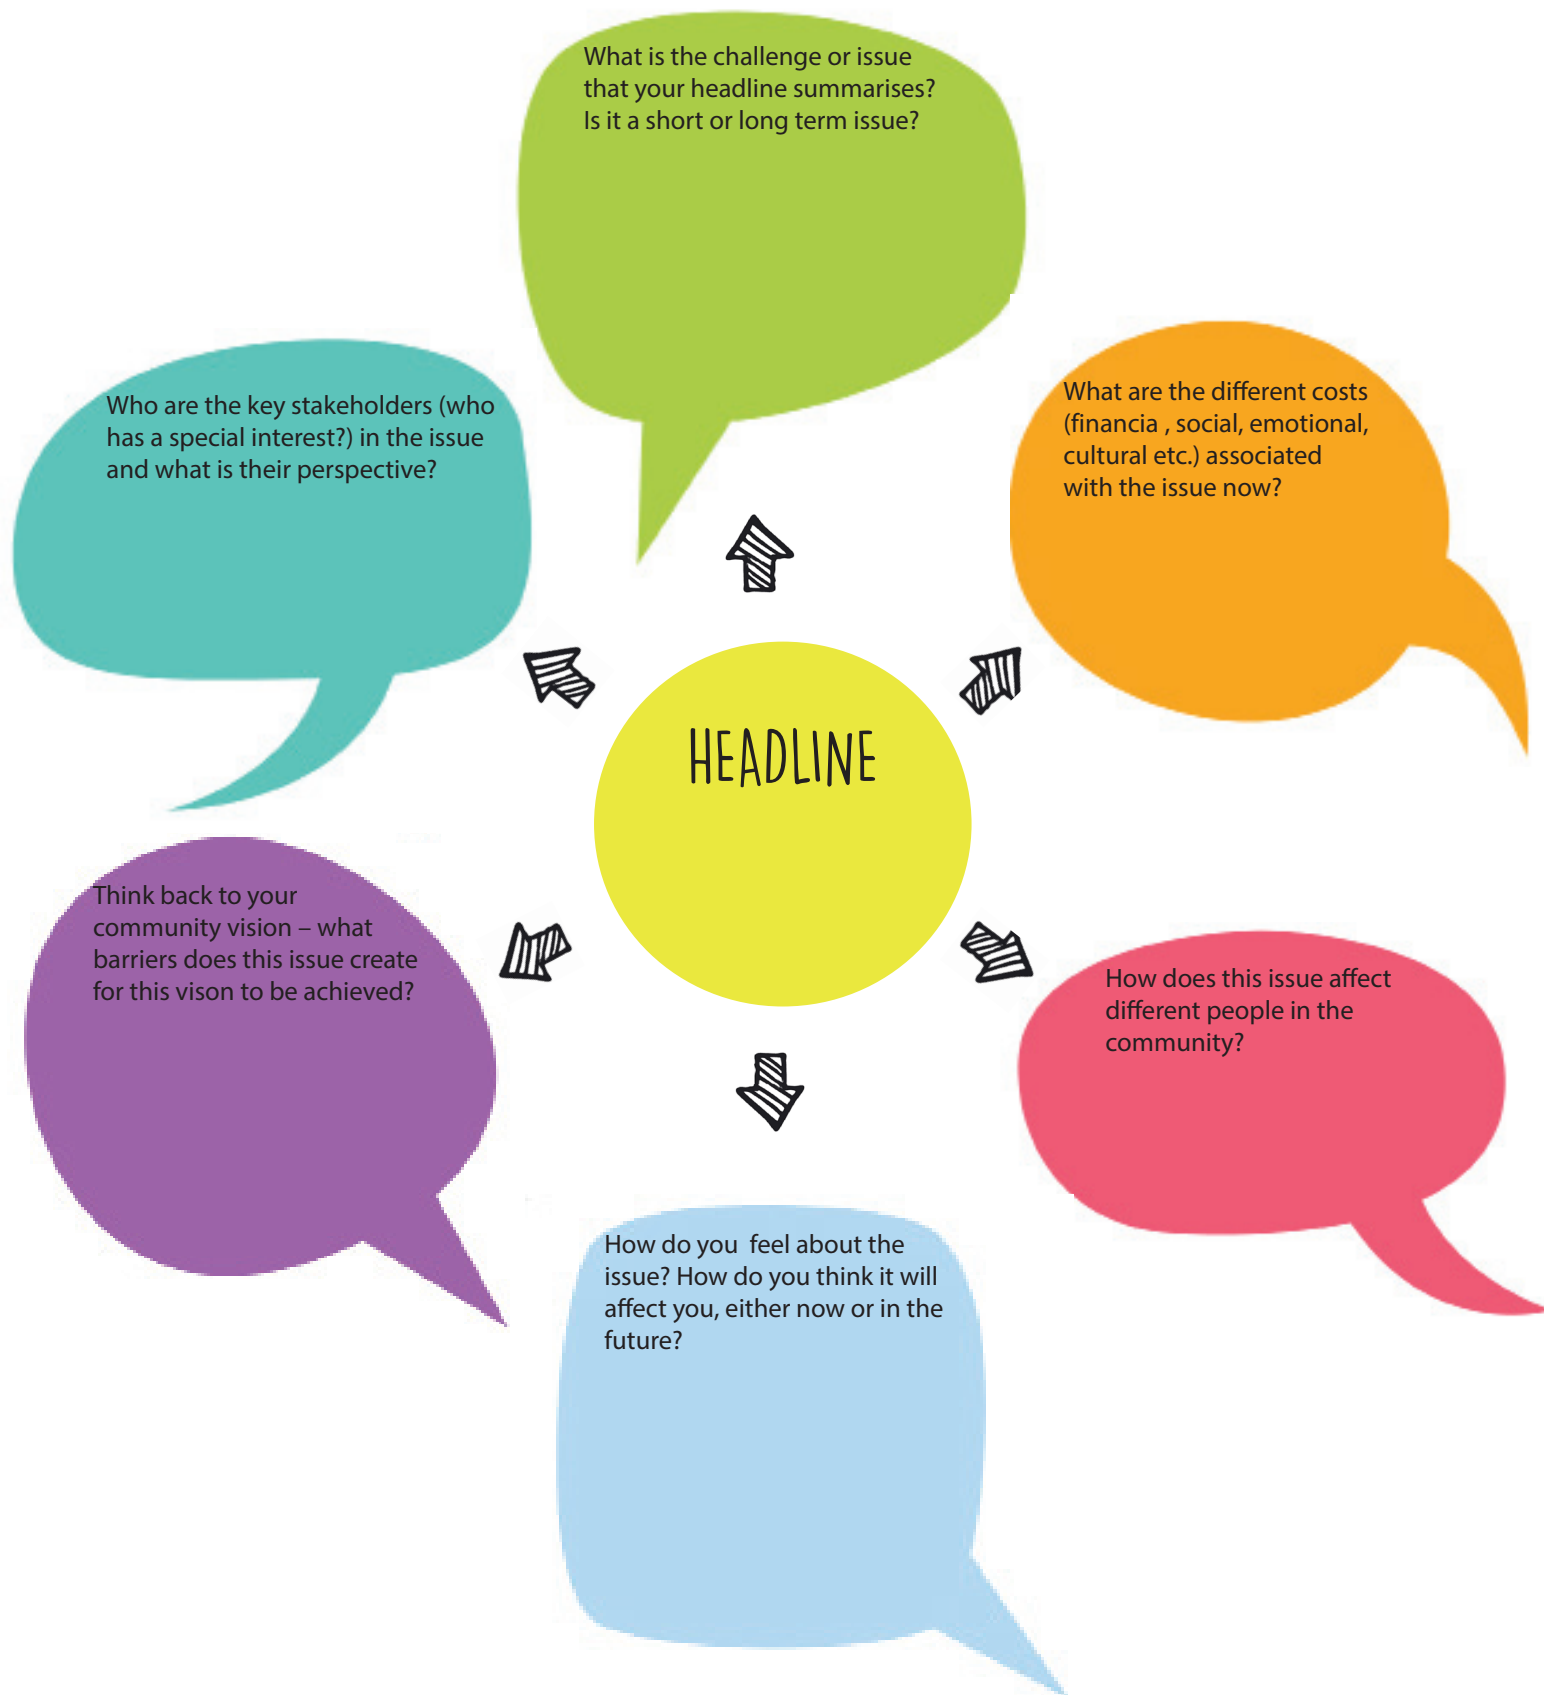 What is the challenge or issue
that your headline summarises?
Is it a short or long term issue?
Who are the key stakeholders (who
has a special interest?) in the issue
and what is their perspective?
What are the different costs
(financia , social, emotional,
cultural etc.) associated
with the issue now?
HEADLINE
Think back to your
community vision – what
barriers does this issue create
for this vison to be achieved?
How does this issue affect
different people in the
community?
How do you  feel about the
issue? How do you think it will
affect you, either now or in the
future?